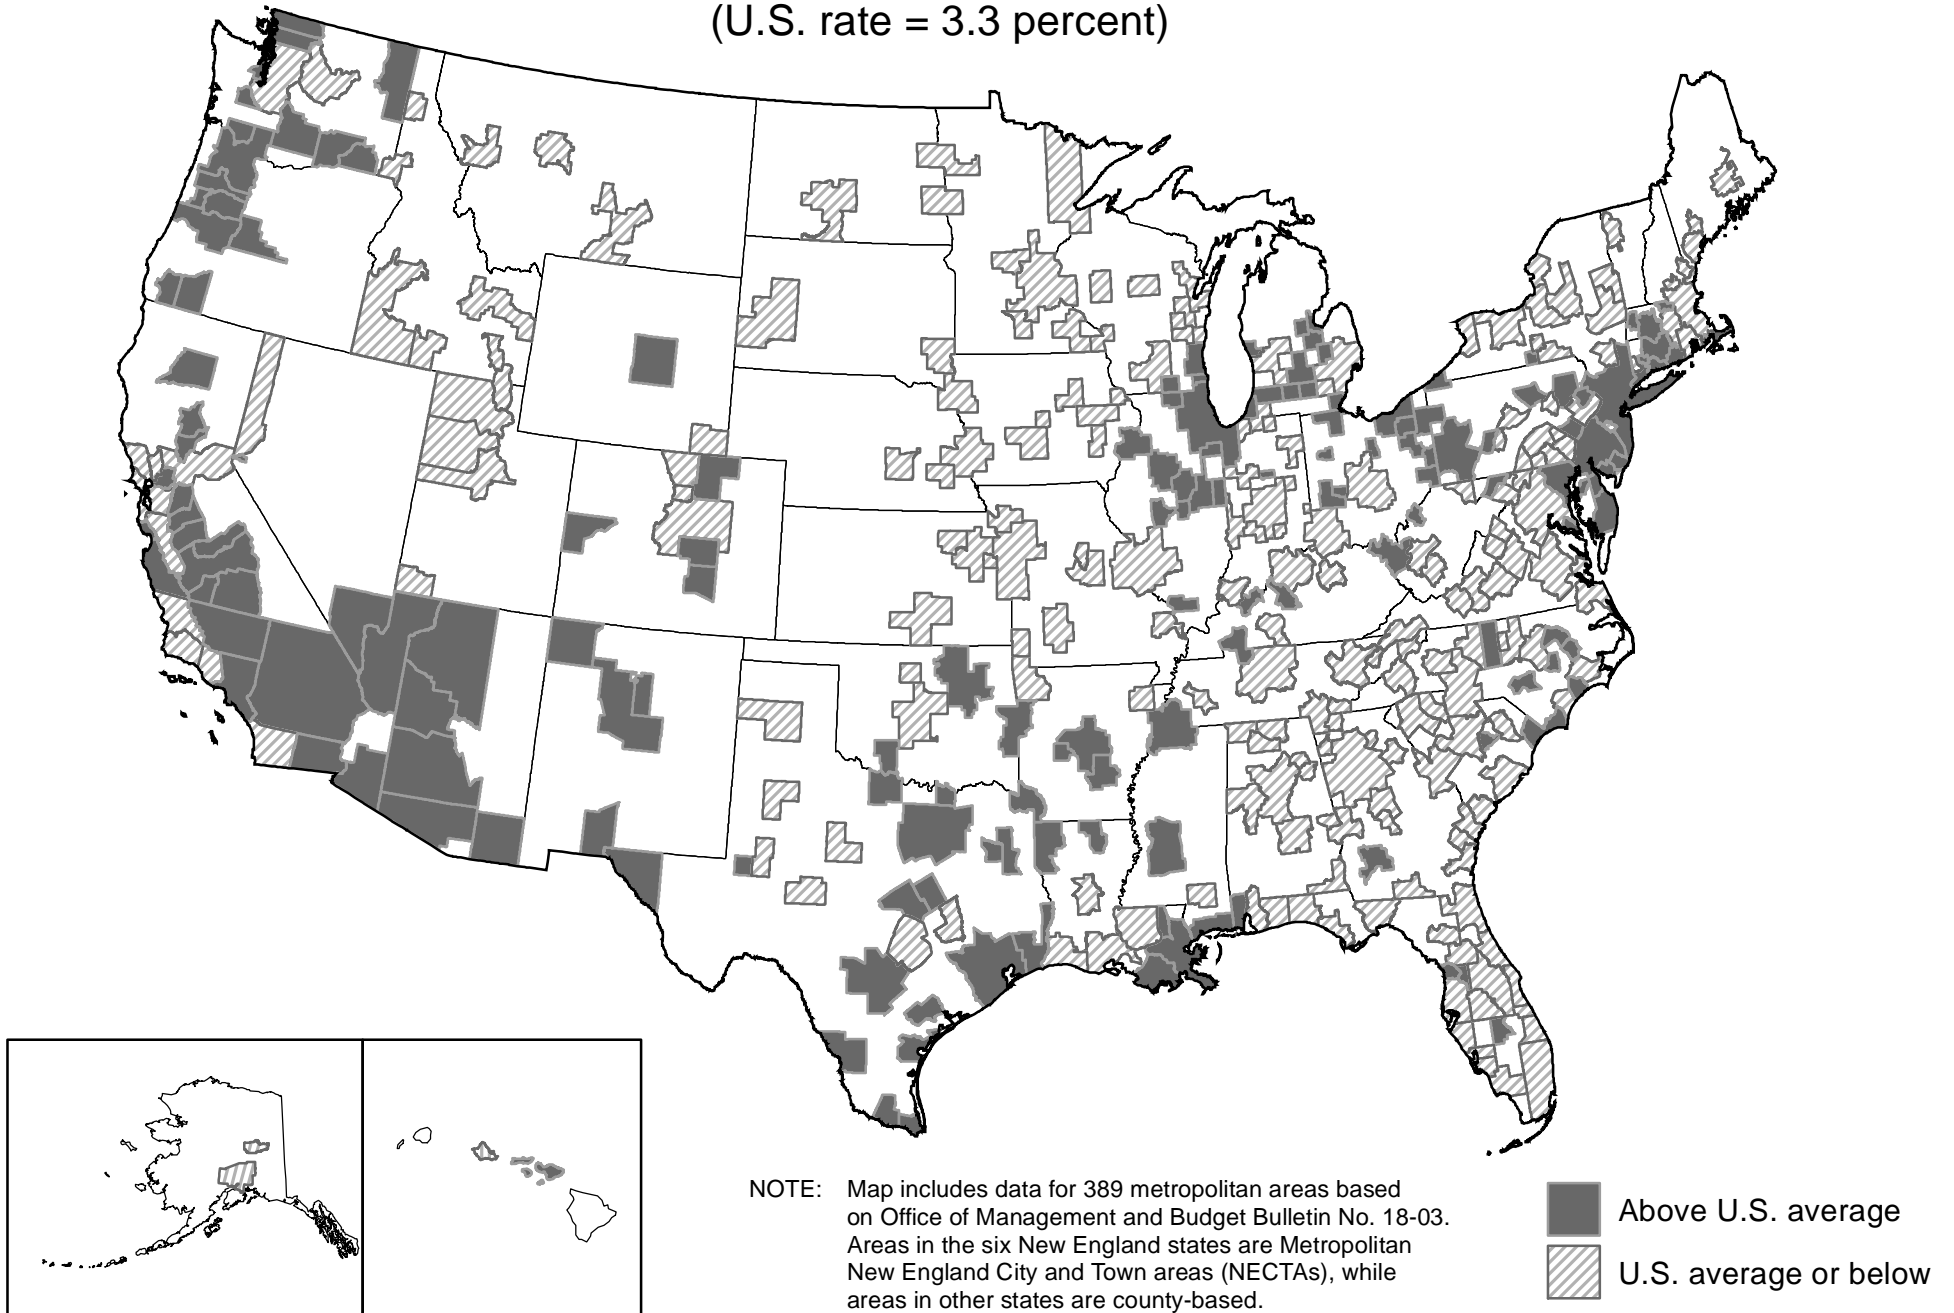 (U.S. rate = 3.3 percent)
NOTE: Map includes data for 389 metropolitan areas based
on Office of Management and Budget Bulletin No. 18-03.
Areas in the six New England states are Metropolitan
New England City and Town areas (NECTAs), while
areas in other states are county-based.
Above U.S. average
U.S. average or below